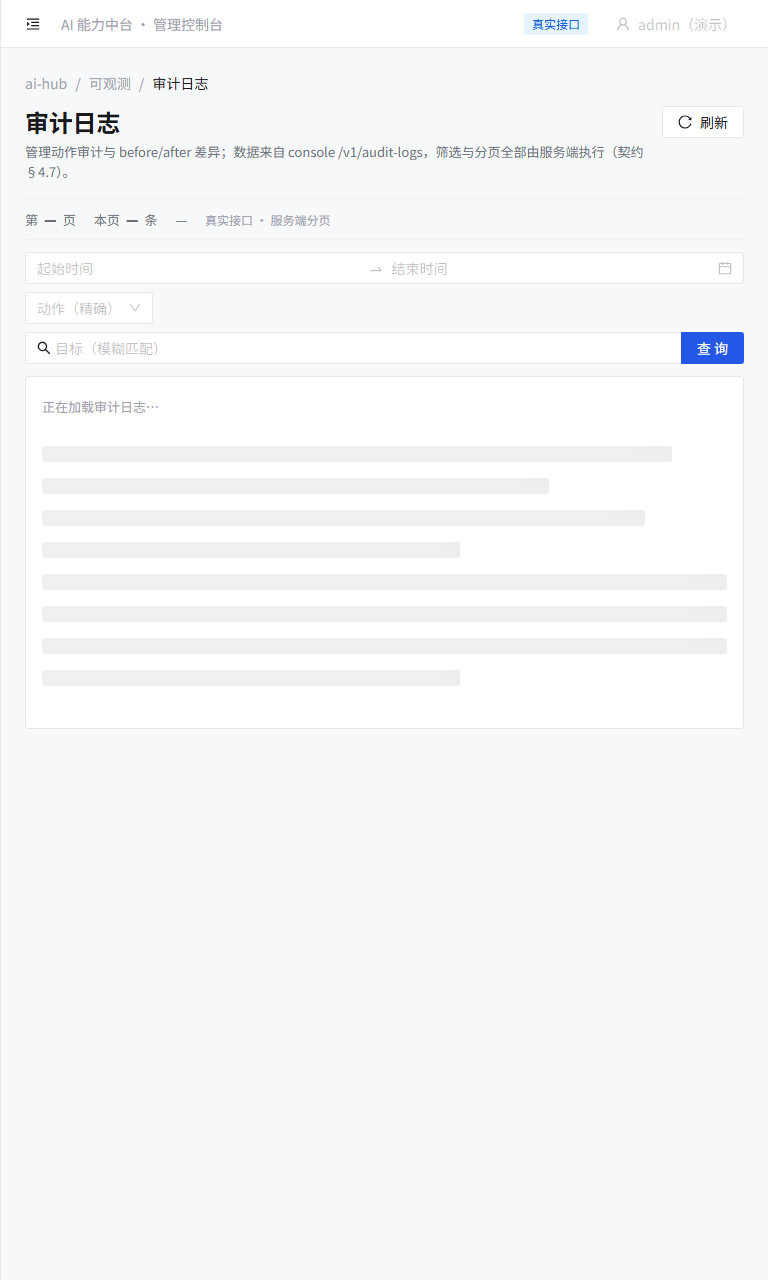 AI 能力中台 · 管理控制台 真实接口 admin（演示）
ai-hub / 可观测 / 审计日志
审计日志
刷新
管理动作审计与 before/after 差异；数据来自 console /v1/audit-logs，筛选与分页全部由服务端执行（契约
§4.7）。
第 — 页 本页 — 条 — 真实接口 · 服务端分页
起始时间 结束时间
动作（精确）
目标（模糊匹配） 查 询
正在加载审计日志…